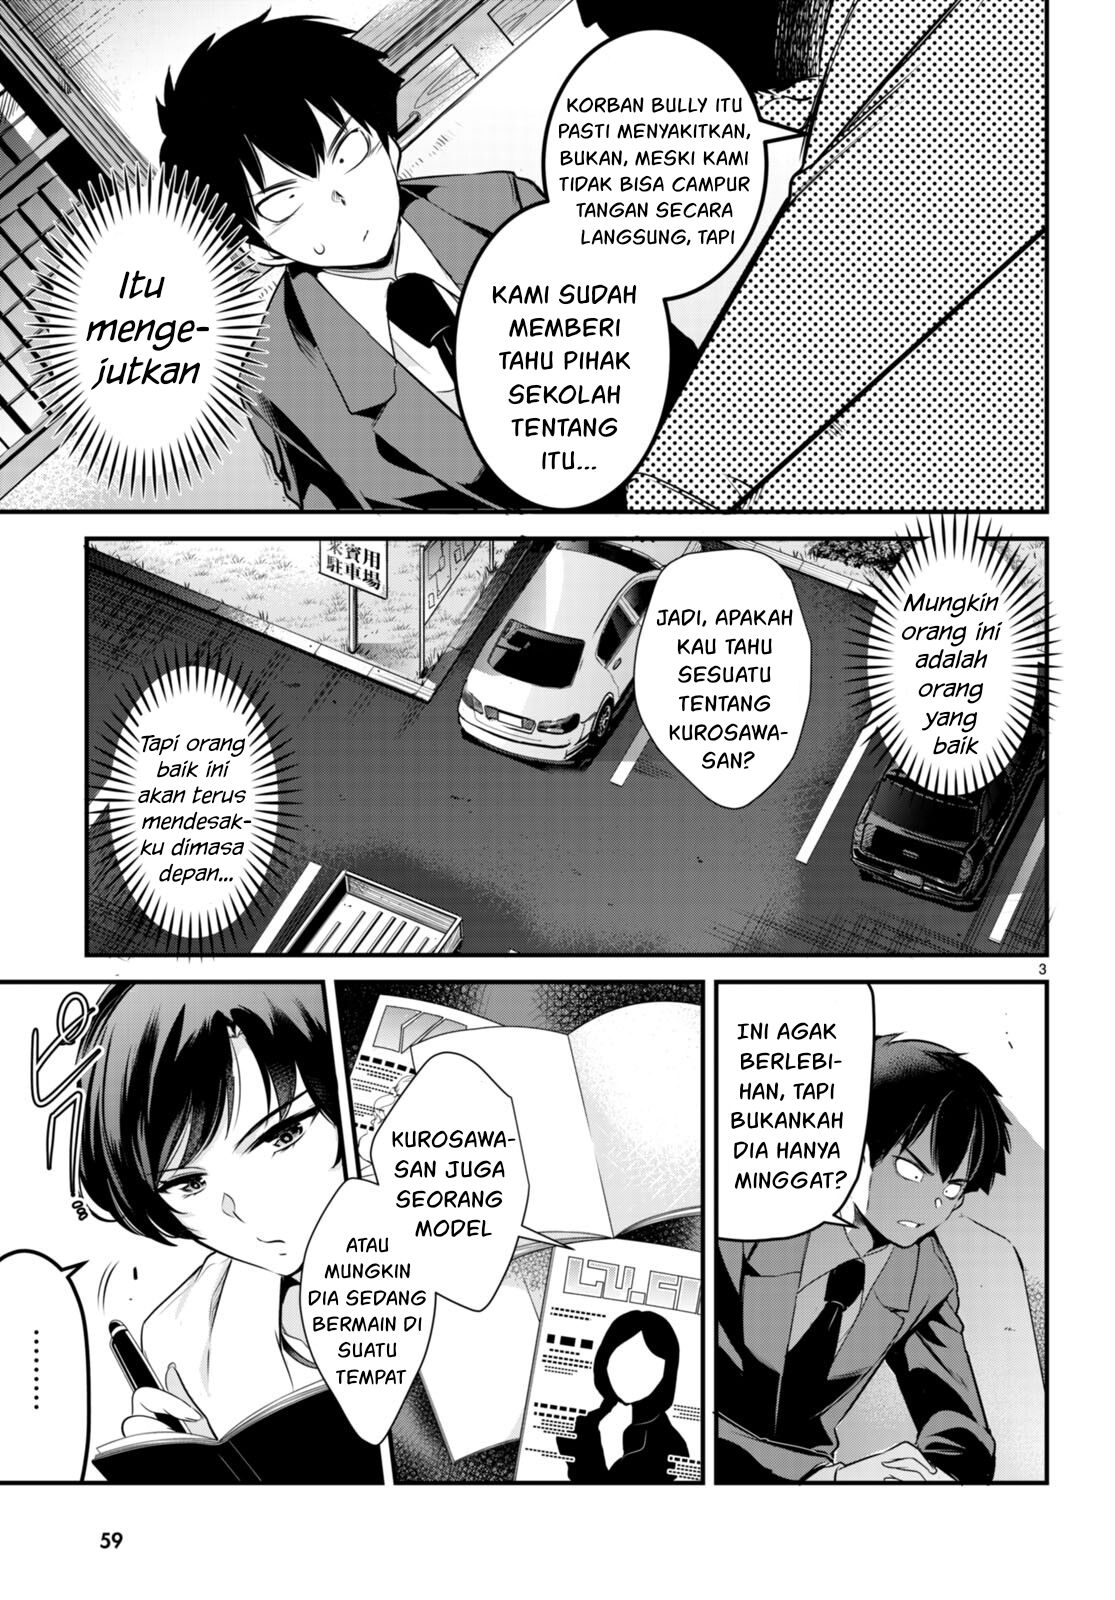 KORBAN BULLY ITU
PASTI MENYAKITKAN,
BUKAN, MESKI KAMI
TIDAK BISA CAMPUR
TANGAN SECARA
LANGSUNG, TAPI
KAMI SUDAH
MEMBERI
TAHU PIHAK
SEKOLAH
TENTANG
ITU...
Itu
menge-
jutkan
Mungkin
orang ini
adalah
orang
yang
baik
JADI, APAKAH
KAU TAHU
SESUATU
TENTANG
KUROSAWA-
SAN?
来賓用
駐車場
Tapi orang
baik ini
akan terus
mendesak-
ku dimasa
depan...
3
INI AGAK
BERLEBI-
HAN, TAPI
BUKANKAH
DIA HANYA
MINGGAT?
KUROSAWA-
SAN JUGA
SEORANG
MODEL
ATAU
MUNGKIN
DIA SEDANG
BERMAIN DI
SUATU
TEMPAT
ピク
........
59